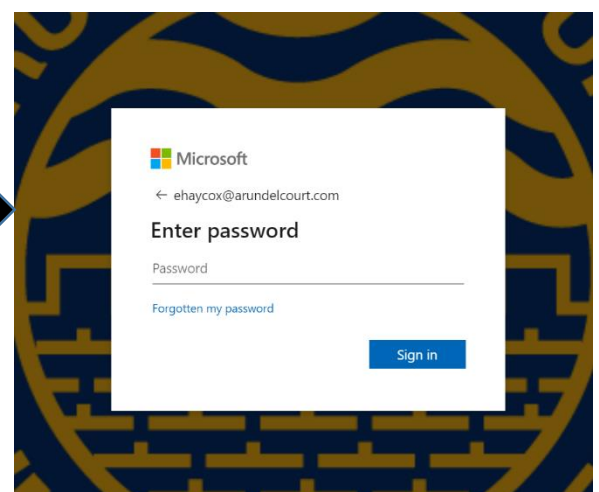 Microsoft
← ehaycox@arundelcourt.com
Enter password
Password
Forgotten my password
Sign in